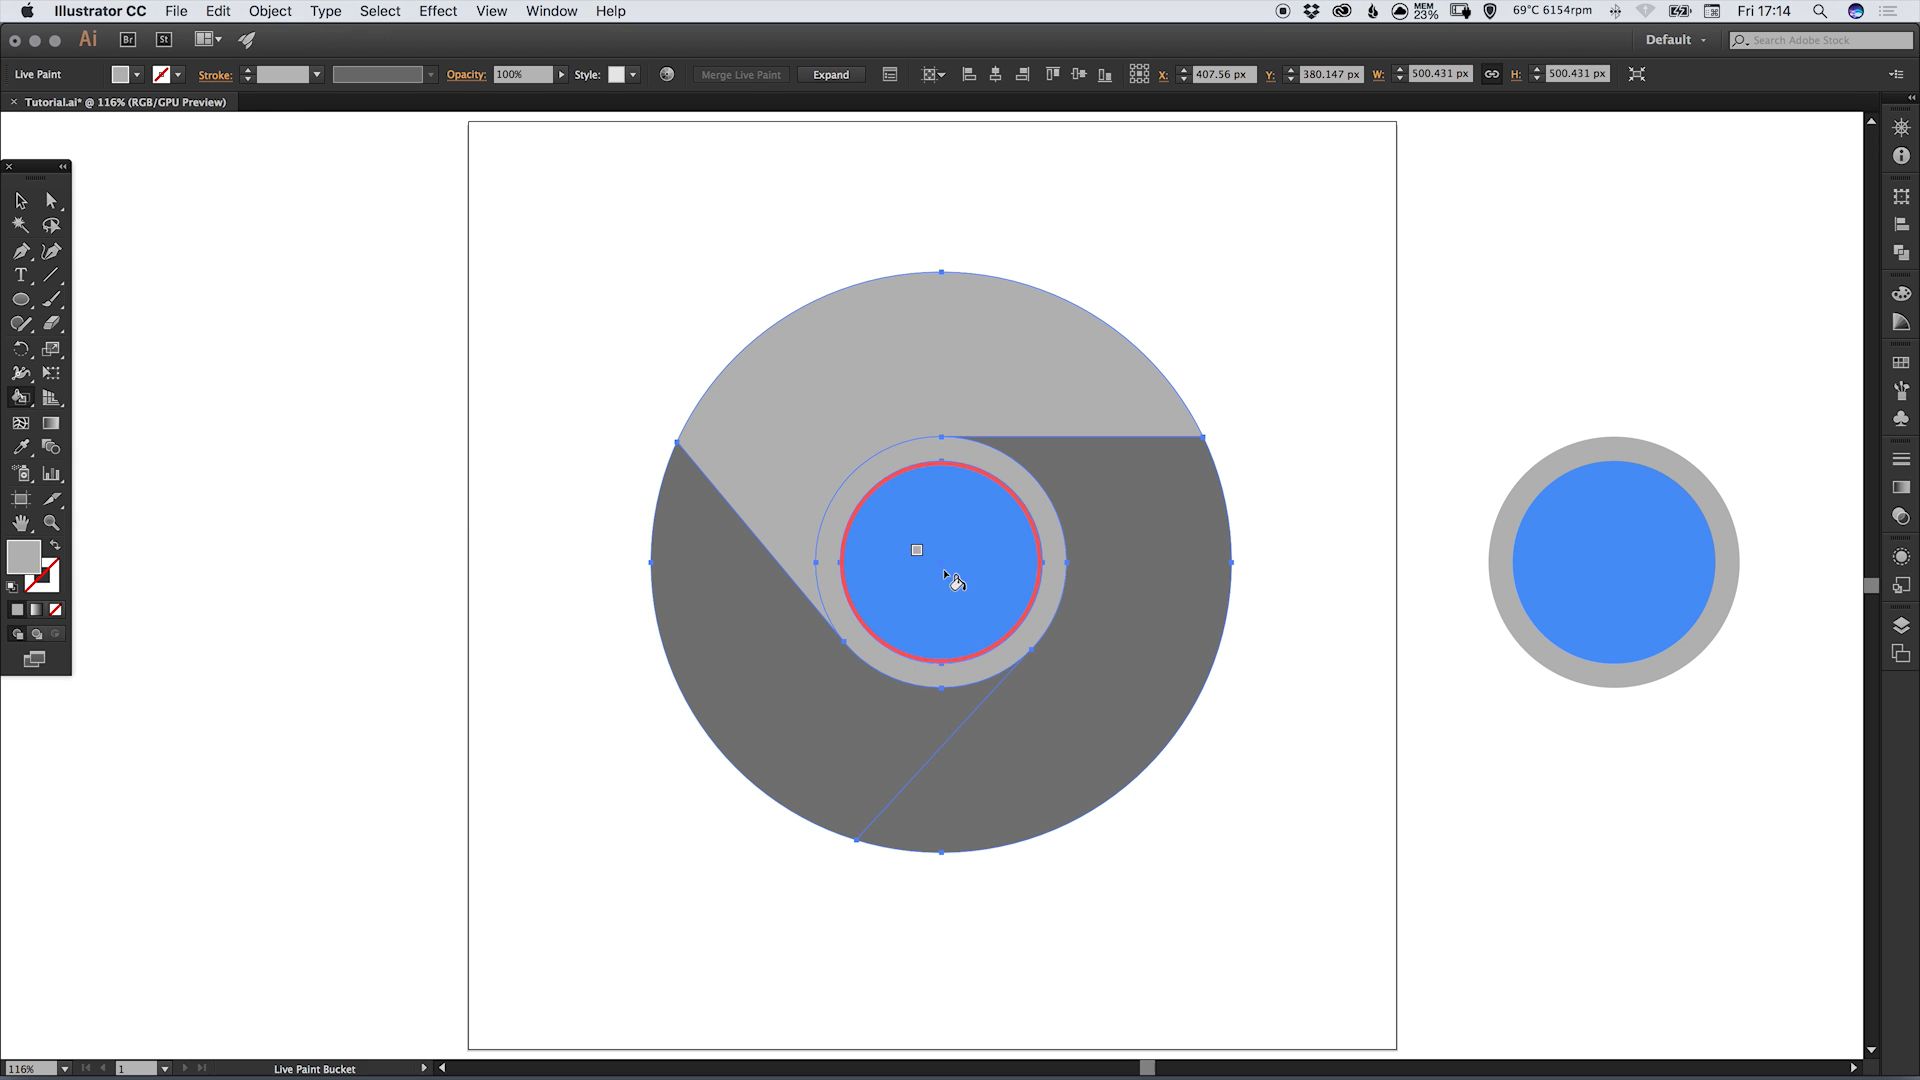 Illustrator CC File Edit Object Type Select Effect View Window Help MEM 23% 69°C 6154rpm Fri 17:14
Ai Br St Default Search Adobe Stock
Live Paint Stroke: Opacity: 100% Style: Merge Live Paint Expand X: 407.56 px Y: 380.147 px W: 500.431 px H: 500.431 px
× Tutorial.ai* @ 116% (RGB/GPU Preview)
T
116% 1 Live Paint Bucket